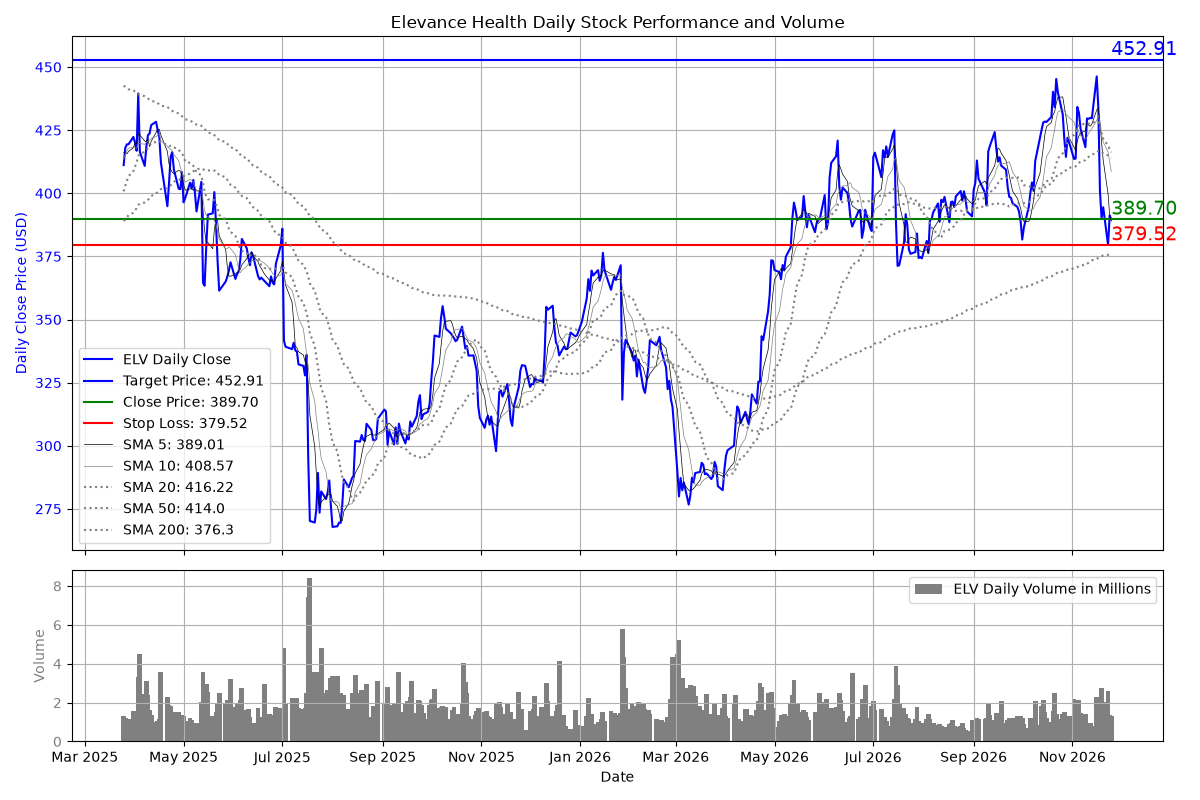 Elevance Health Daily Stock Performance and Volume
452.91
450
425
400
389.70
379.52
375
350
325
300
275
Daily Close Price (USD)
ELV Daily Close
Target Price: 452.91
Close Price: 389.70
Stop Loss: 379.52
SMA 5: 389.01
SMA 10: 408.57
SMA 20: 416.22
SMA 50: 414.0
SMA 200: 376.3
8
6
4
2
0
Volume
ELV Daily Volume in Millions
Mar 2025 May 2025 Jul 2025 Sep 2025 Nov 2025 Jan 2026 Mar 2026 May 2026 Jul 2026 Sep 2026 Nov 2026
Date